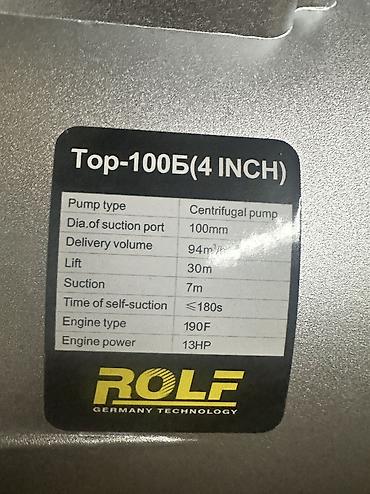 Top-100Б(4 INCH)
Pump type Centrifugal pump
Dia.of suction port 100mm
Delivery volume 94m³/h
Lift 30m
Suction 7m
Time of self-suction ≤180s
Engine type 190F
Engine power 13HP
ROLF
GERMANY TECHNOLOGY